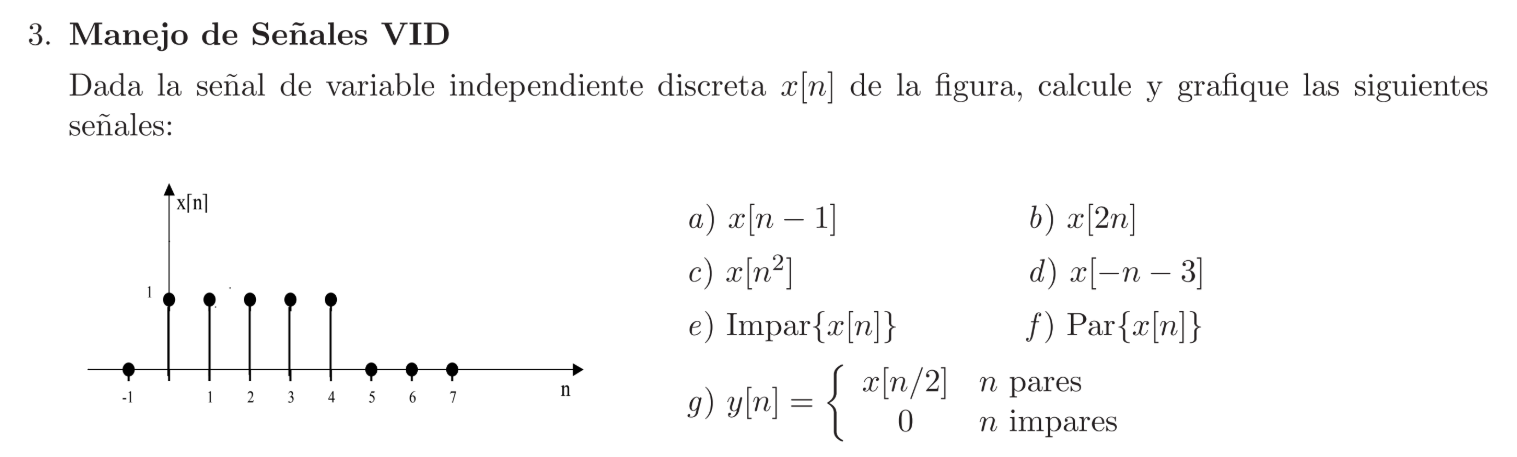 3. Manejo de Señales VID
Dada la señal de variable independiente discreta x[n] de la figura, calcule y grafique las siguientes
señales:
x[n]
1
-1 1 2 3 4 5 6 7
n
a) x[n − 1]
b) x[2n]
c) x[n²]
d) x[−n − 3]
e) Impar{x[n]}
f) Par{x[n]}
g) y[n] = { x[n/2] n pares
0 n impares